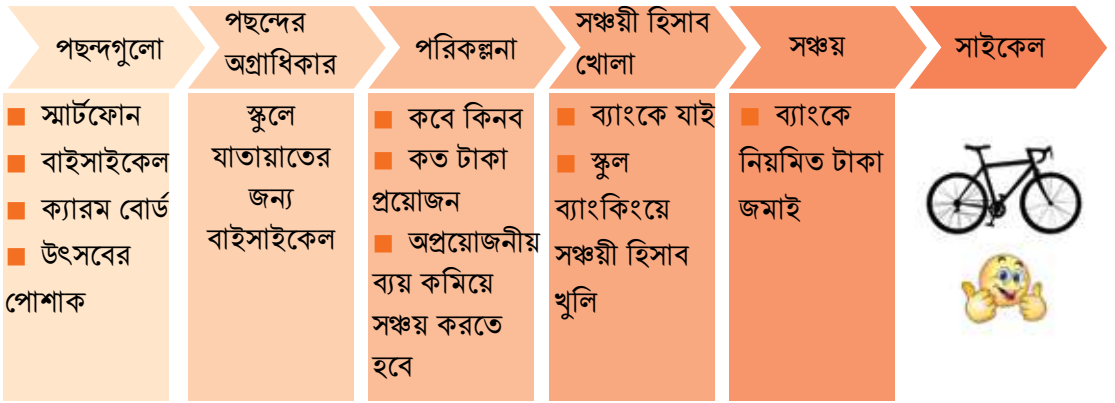 পছন্দগুলো
পছন্দের
অগ্রাধিকার
পরিকল্পনা
সঞ্চয়ী হিসাব
খোলা
সঞ্চয়
সাইকেল
■ স্মার্টফোন
■ বাইসাইকেল
■ ক্যারম বোর্ড
■ উৎসবের
পোশাক
স্কুলে
যাতায়াতের
জন্য
বাইসাইকেল
■ কবে কিনব
■ কত টাকা
প্রয়োজন
■ অপ্রয়োজনীয়
ব্যয় কমিয়ে
সঞ্চয় করতে
হবে
■ ব্যাংকে যাই
■ স্কুল
ব্যাংকিংয়ে
সঞ্চয়ী হিসাব
খুলি
■ ব্যাংকে
নিয়মিত টাকা
জমাই